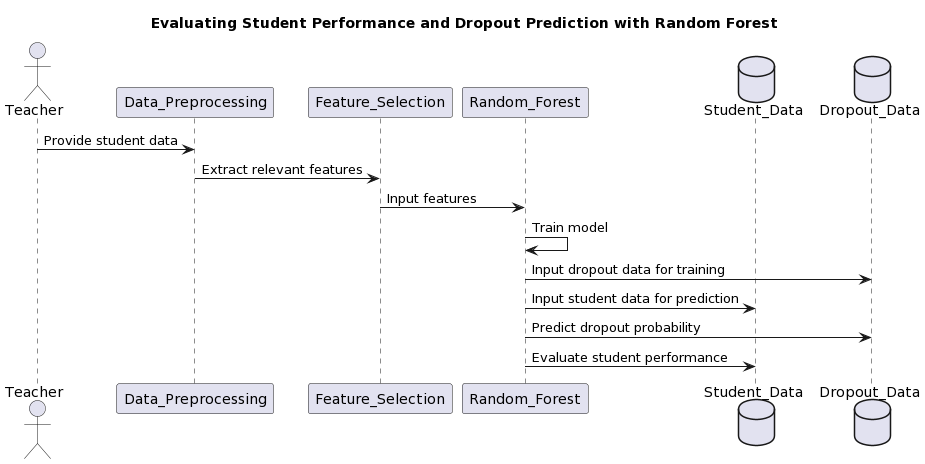 Evaluating Student Performance and Dropout Prediction with Random Forest
Teacher
Data_Preprocessing
Feature_Selection
Random_Forest
Student_Data
Dropout_Data
Provide student data
Extract relevant features
Input features
Train model
Input dropout data for training
Input student data for prediction
Predict dropout probability
Evaluate student performance
Teacher
Data_Preprocessing
Feature_Selection
Random_Forest
Student_Data
Dropout_Data